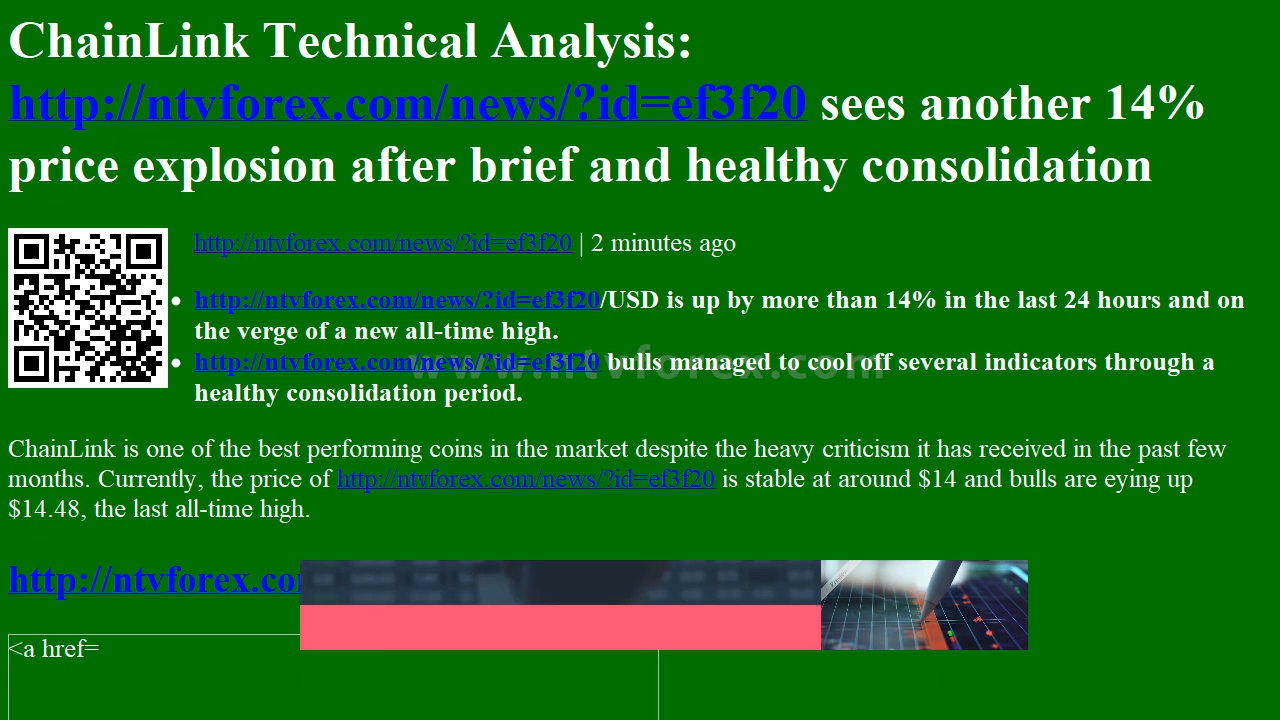 ChainLink Technical Analysis:
http://ntvforex.com/news/?id=ef3f20 sees another 14%
price explosion after brief and healthy consolidation
http://ntvforex.com/news/?id=ef3f20 | 2 minutes ago
http://ntvforex.com/news/?id=ef3f20/USD is up by more than 14% in the last 24 hours and on
the verge of a new all-time high.
http://ntvforex.com/news/?id=ef3f20 bulls managed to cool off several indicators through a
healthy consolidation period.
www.ntvforex.com
ChainLink is one of the best performing coins in the market despite the heavy criticism it has received in the past few
months. Currently, the price of http://ntvforex.com/news/?id=ef3f20 is stable at around $14 and bulls are eying up
$14.48, the last all-time high.
http://ntvforex.co
<a href=